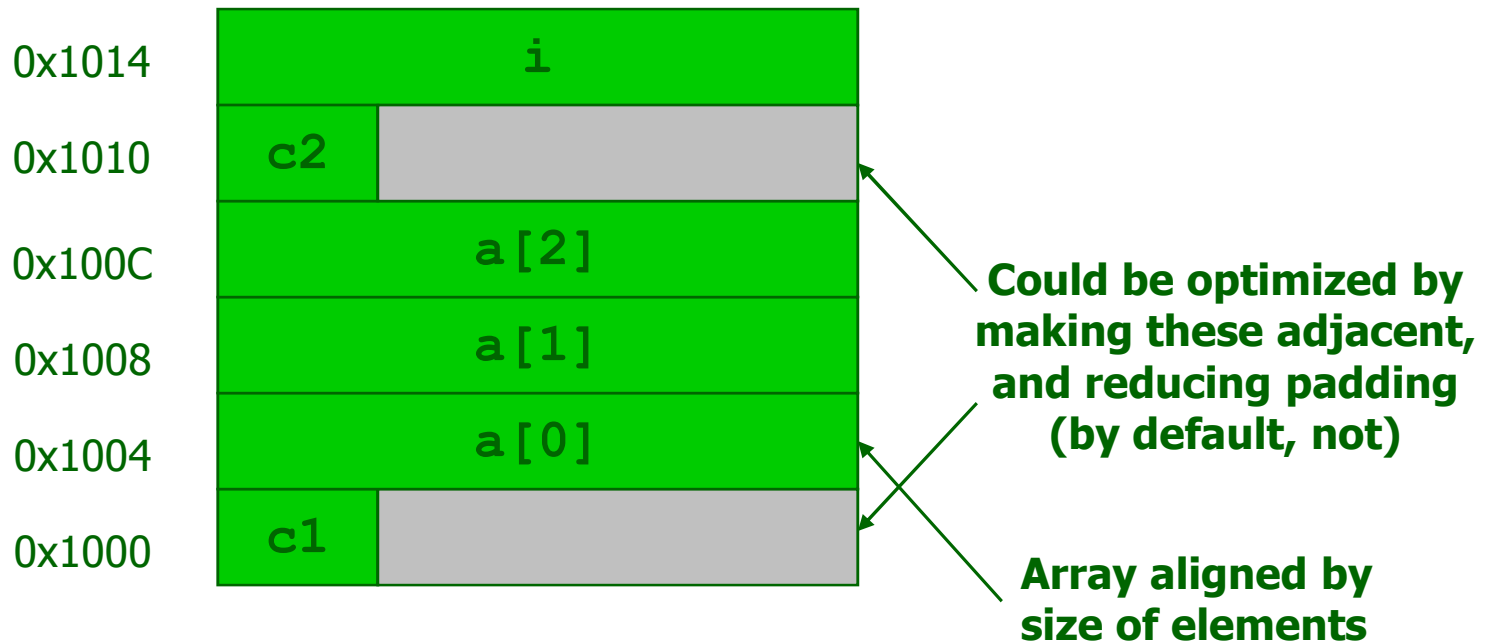 0x1014
i
0x1010
c2
0x100C
a[2]
0x1008
a[1]
0x1004
a[0]
0x1000
c1
Could be optimized by
making these adjacent,
and reducing padding
(by default, not)
Array aligned by
size of elements